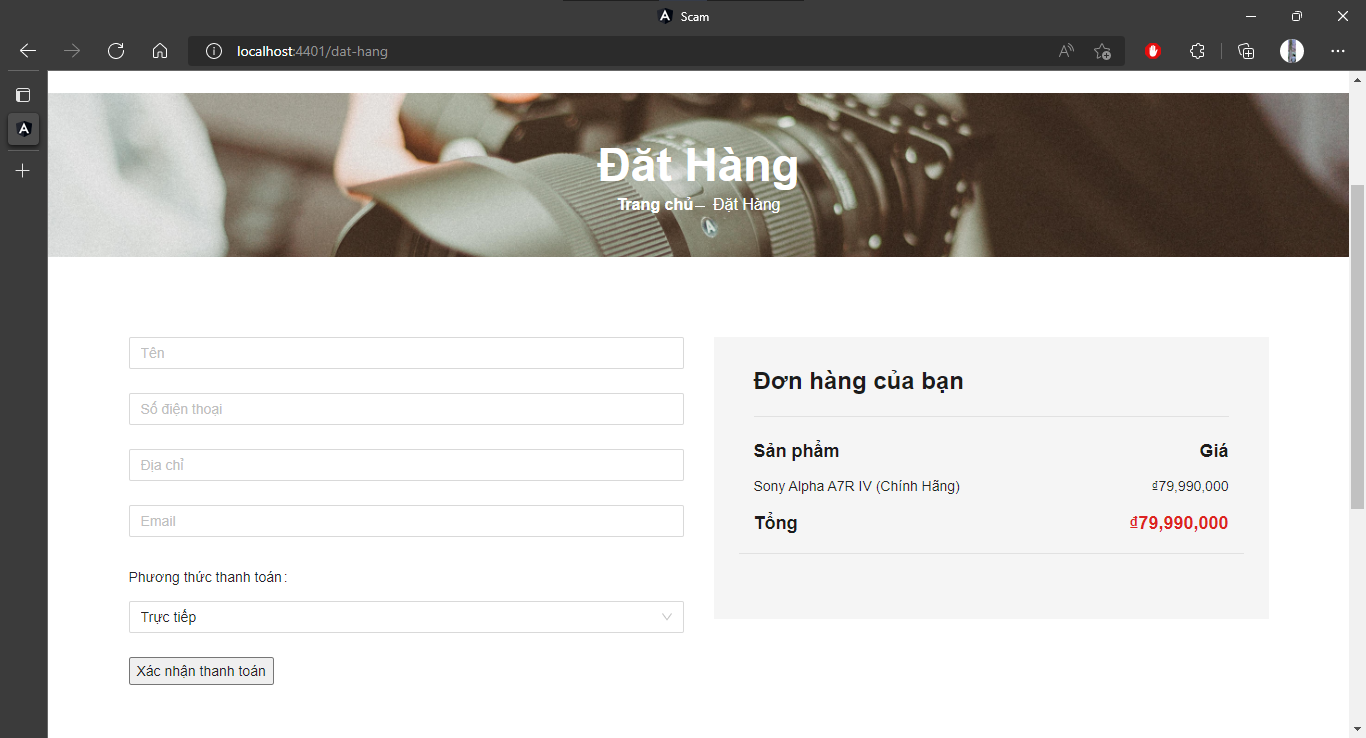 Scam
localhost:4401/dat-hang
Đặt Hàng
Trang chủ – Đặt Hàng
Tên
Số điện thoại
Địa chỉ
Email
Phương thức thanh toán:
Trực tiếp
Xác nhận thanh toán
Đơn hàng của bạn
Sản phẩm Giá
Sony Alpha A7R IV (Chính Hãng) ₫79,990,000
Tổng ₫79,990,000